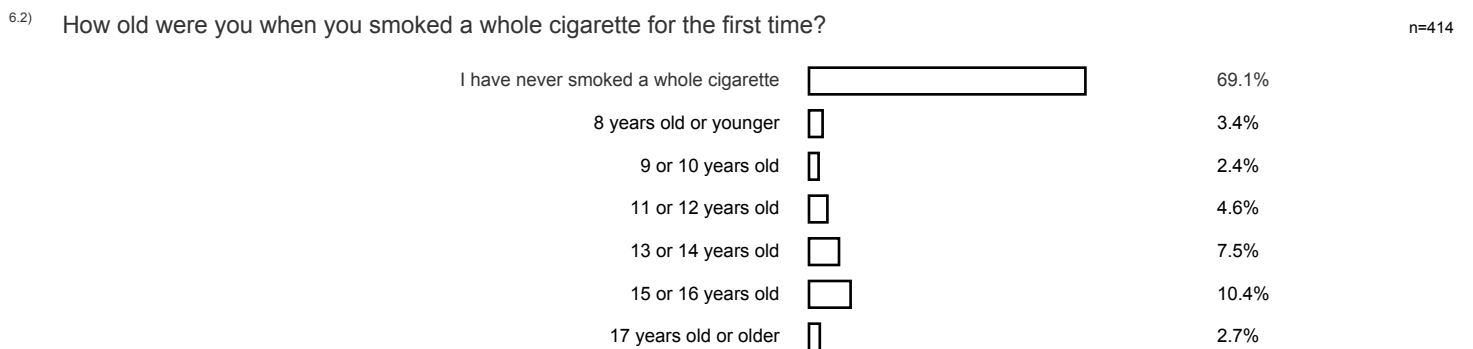 6.2) How old were you when you smoked a whole cigarette for the first time? n=414
I have never smoked a whole cigarette 69.1%
8 years old or younger 3.4%
9 or 10 years old 2.4%
11 or 12 years old 4.6%
13 or 14 years old 7.5%
15 or 16 years old 10.4%
17 years old or older 2.7%